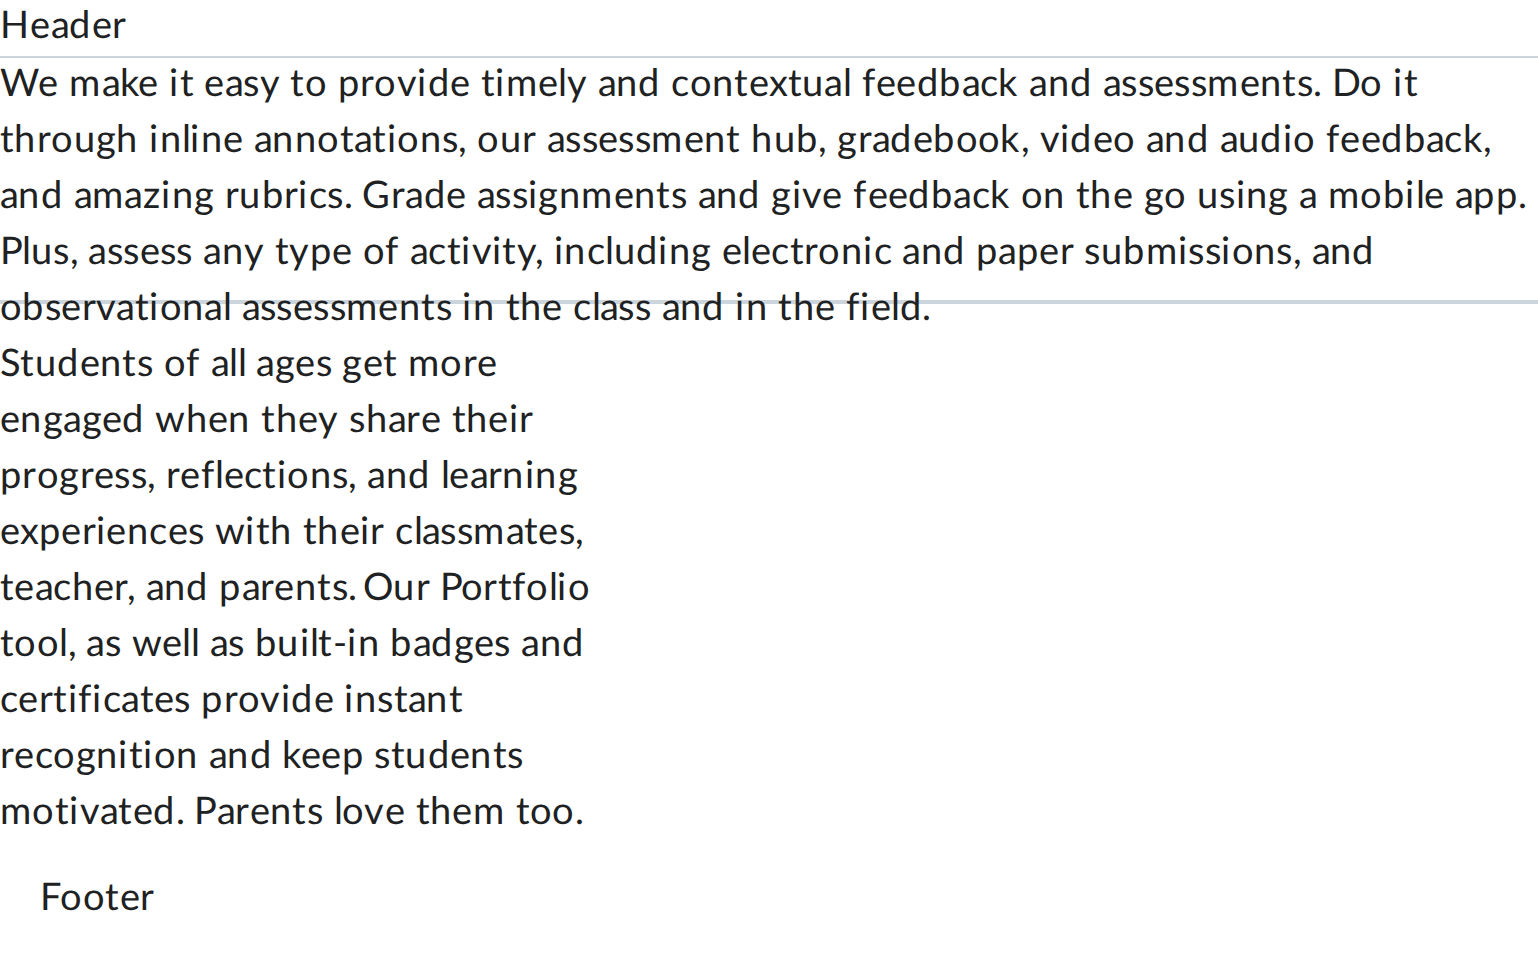 Header
We make it easy to provide timely and contextual feedback and assessments. Do it
through inline annotations, our assessment hub, gradebook, video and audio feedback,
and amazing rubrics. Grade assignments and give feedback on the go using a mobile app.
Plus, assess any type of activity, including electronic and paper submissions, and
observational assessments in the class and in the field.
Students of all ages get more
engaged when they share their
progress, reflections, and learning
experiences with their classmates,
teacher, and parents. Our Portfolio
tool, as well as built-in badges and
certificates provide instant
recognition and keep students
motivated. Parents love them too.
Footer